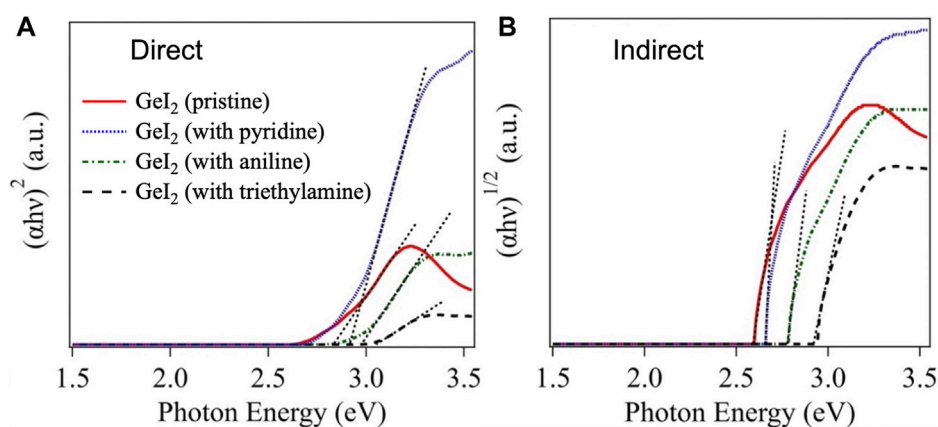 A
Direct
GeI₂ (pristine)
GeI₂ (with pyridine)
GeI₂ (with aniline)
GeI₂ (with triethylamine)
(αhν)² (a.u.)
1.5 2.0 2.5 3.0 3.5
Photon Energy (eV)
B
Indirect
(αhν)¹ᐟ² (a.u.)
1.5 2.0 2.5 3.0 3.5
Photon Energy (eV)